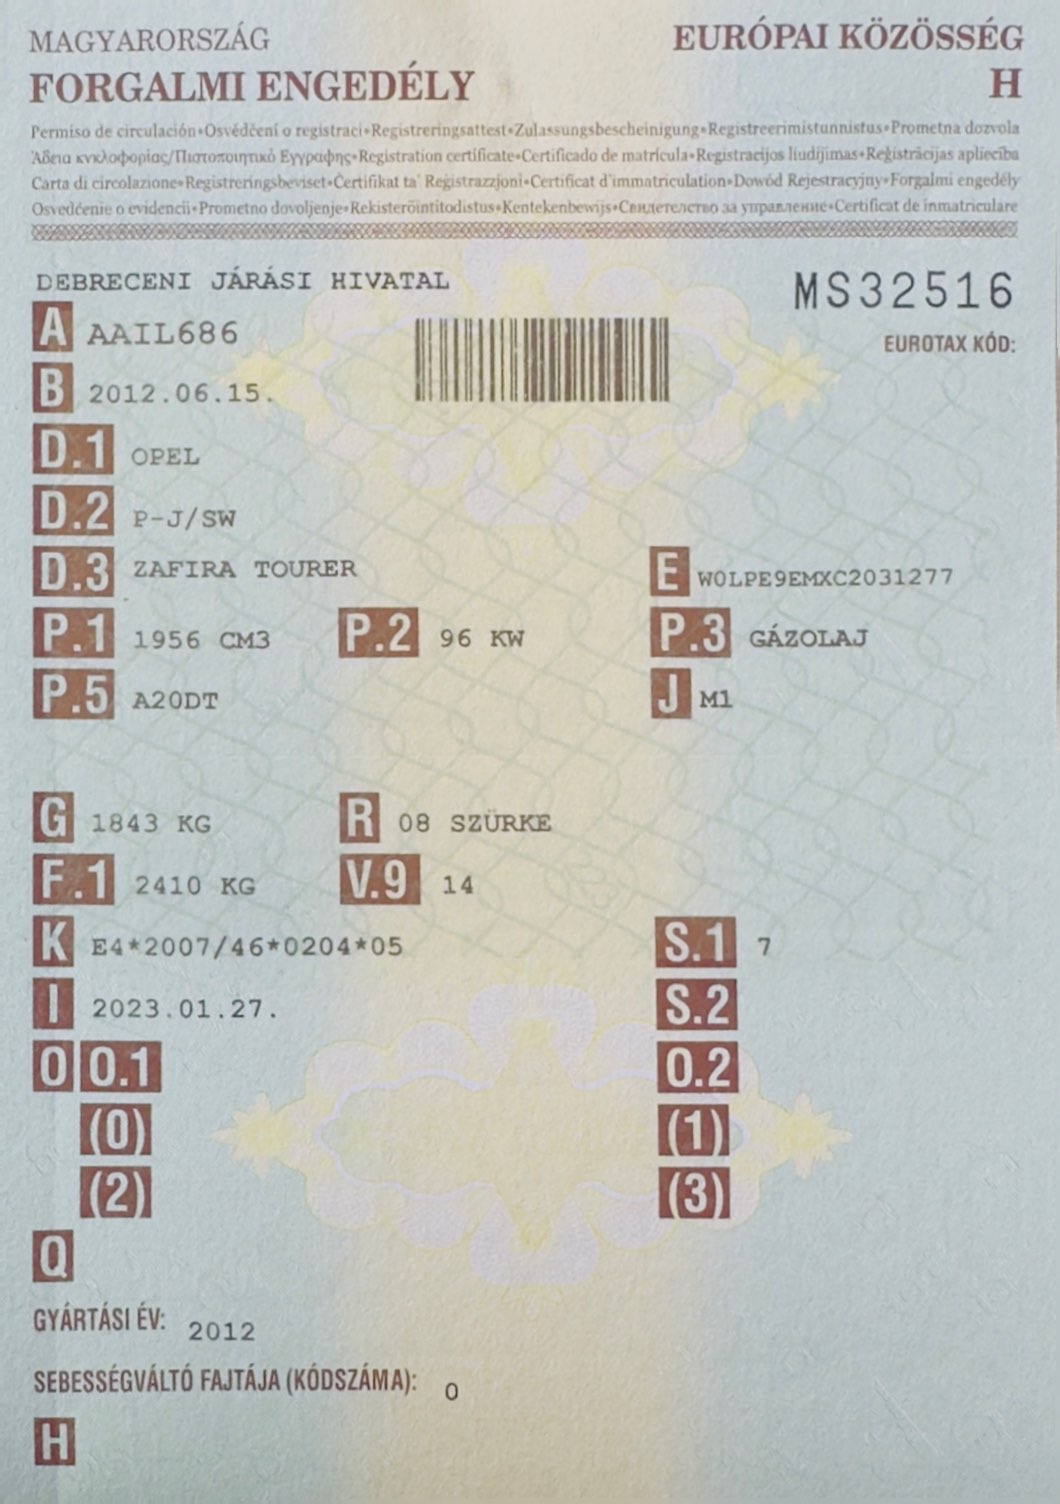 MAGYARORSZÁG EURÓPAI KÖZÖSSÉG
FORGALMI ENGEDÉLY H
Permiso de circulación•Osvédčení o registraci•Registreringsattest•Zulassungsbescheinigung•Registreerimistunnistus•Prometna dozvola
Άδεια κυκλοφορίας/Πιστοποιητικό Εγγραφης•Registration certificate•Certificado de matrícula•Registracijos liudijimas•Reģistrācijas apliecība
Carta di circolazione•Registreringsbeviset•Ċertifikat ta' Reġistrazzjoni•Certificat d'immatriculation•Dowód Rejestracyjny•Forgalmi engedély
Osvedčenie o evidencii•Prometno dovoljenje•Rekisteröintitodistus•Kentekenbewijs•Свидетелство за управление•Certificat de înmatriculare
DEBRECENI JÁRÁSI HIVATAL MS32516
A AAIL686
EUROTAX KÓD:
B 2012.06.15.
D.1 OPEL
D.2 P-J/SW
D.3 ZAFIRA TOURER E W0LPE9EMXC2031277
P.1 1956 CM3 P.2 96 KW P.3 GÁZOLAJ
P.5 A20DT J M1
G 1843 KG R 08 SZÜRKE
F.1 2410 KG V.9 14
K E4*2007/46*0204*05 S.1 7
I 2023.01.27. S.2
O O.1 O.2
(0) (1)
(2) (3)
Q
GYÁRTÁSI ÉV: 2012
SEBESSÉGVÁLTÓ FAJTÁJA (KÓDSZÁMA): 0
H